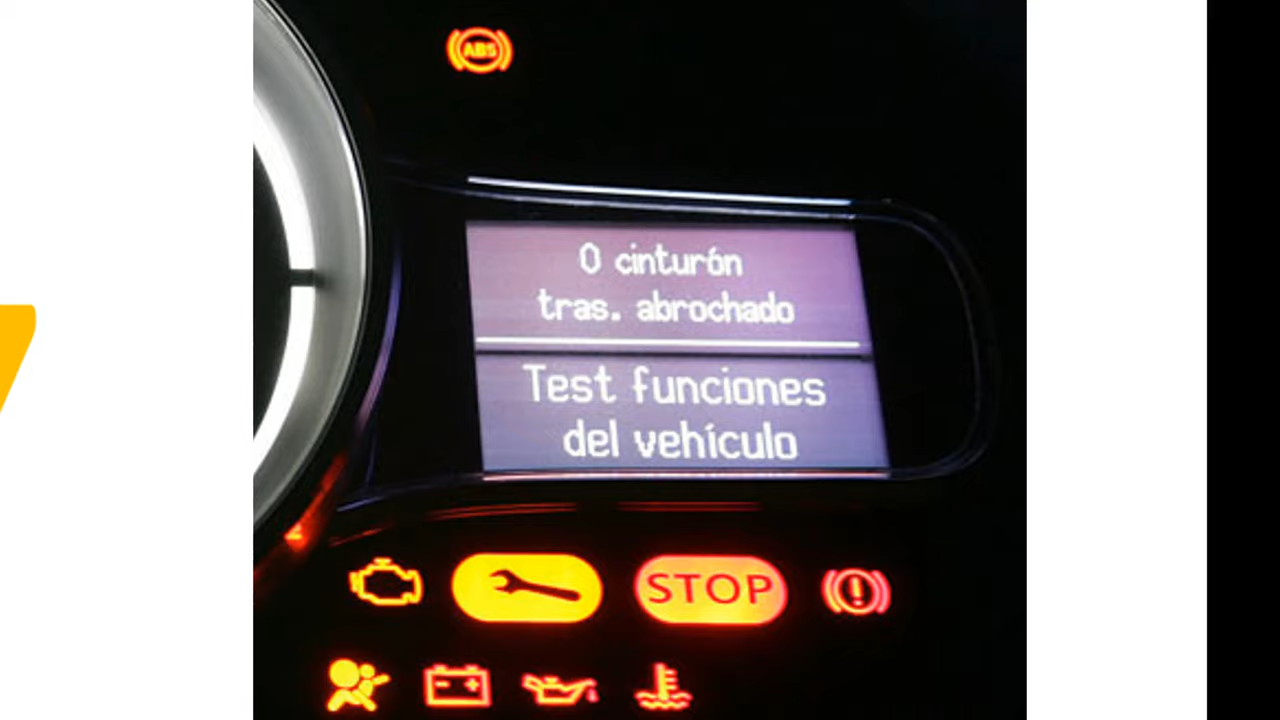 ABS
0 cinturón
tras. abrochado
Test funciones
del vehículo
STOP